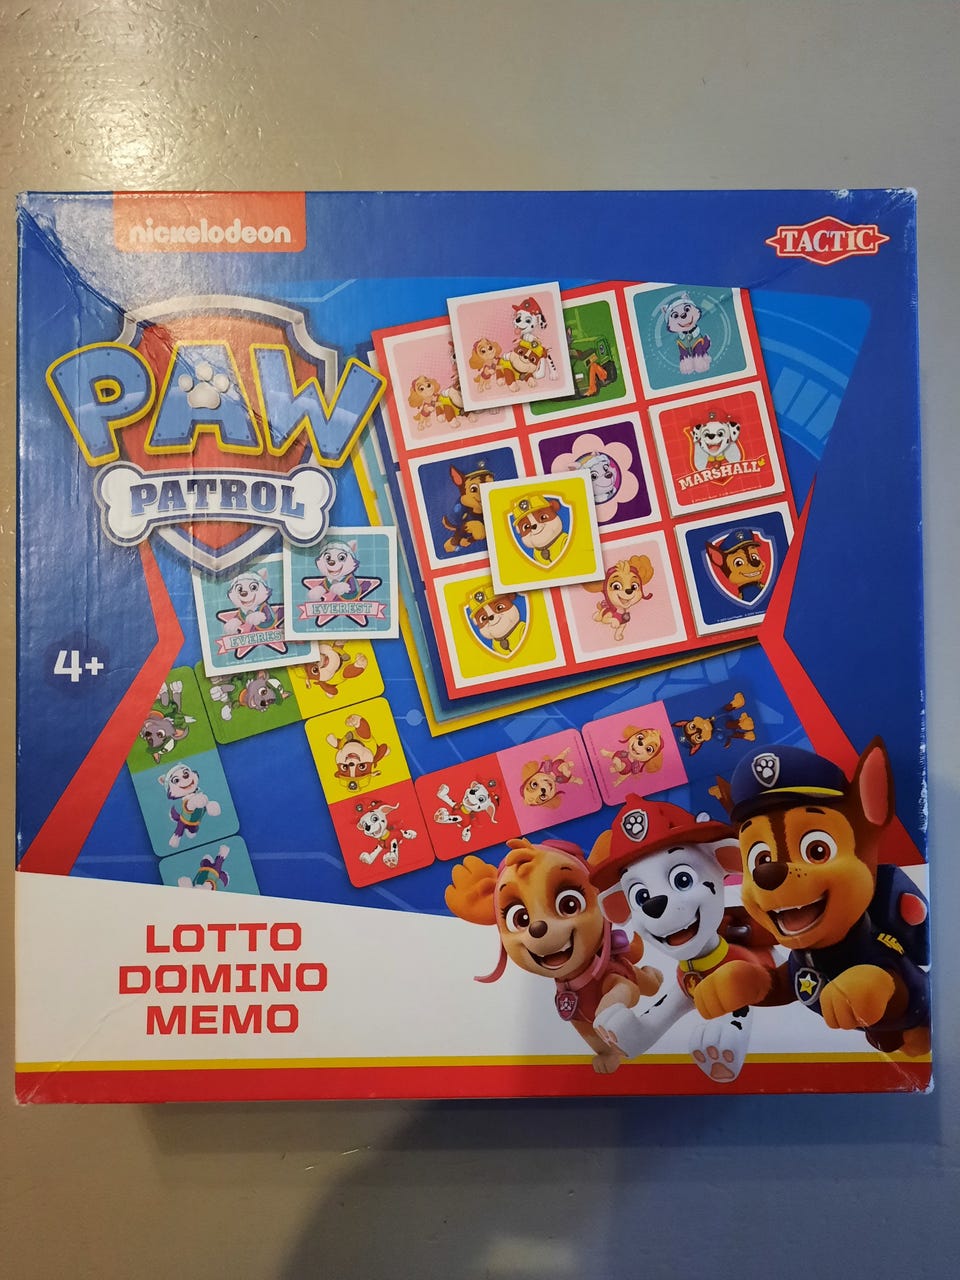 nickelodeon
TACTIC
PAW
PATROL
MARSHALL
EVEREST
EVEREST
4+
LOTTO
DOMINO
MEMO